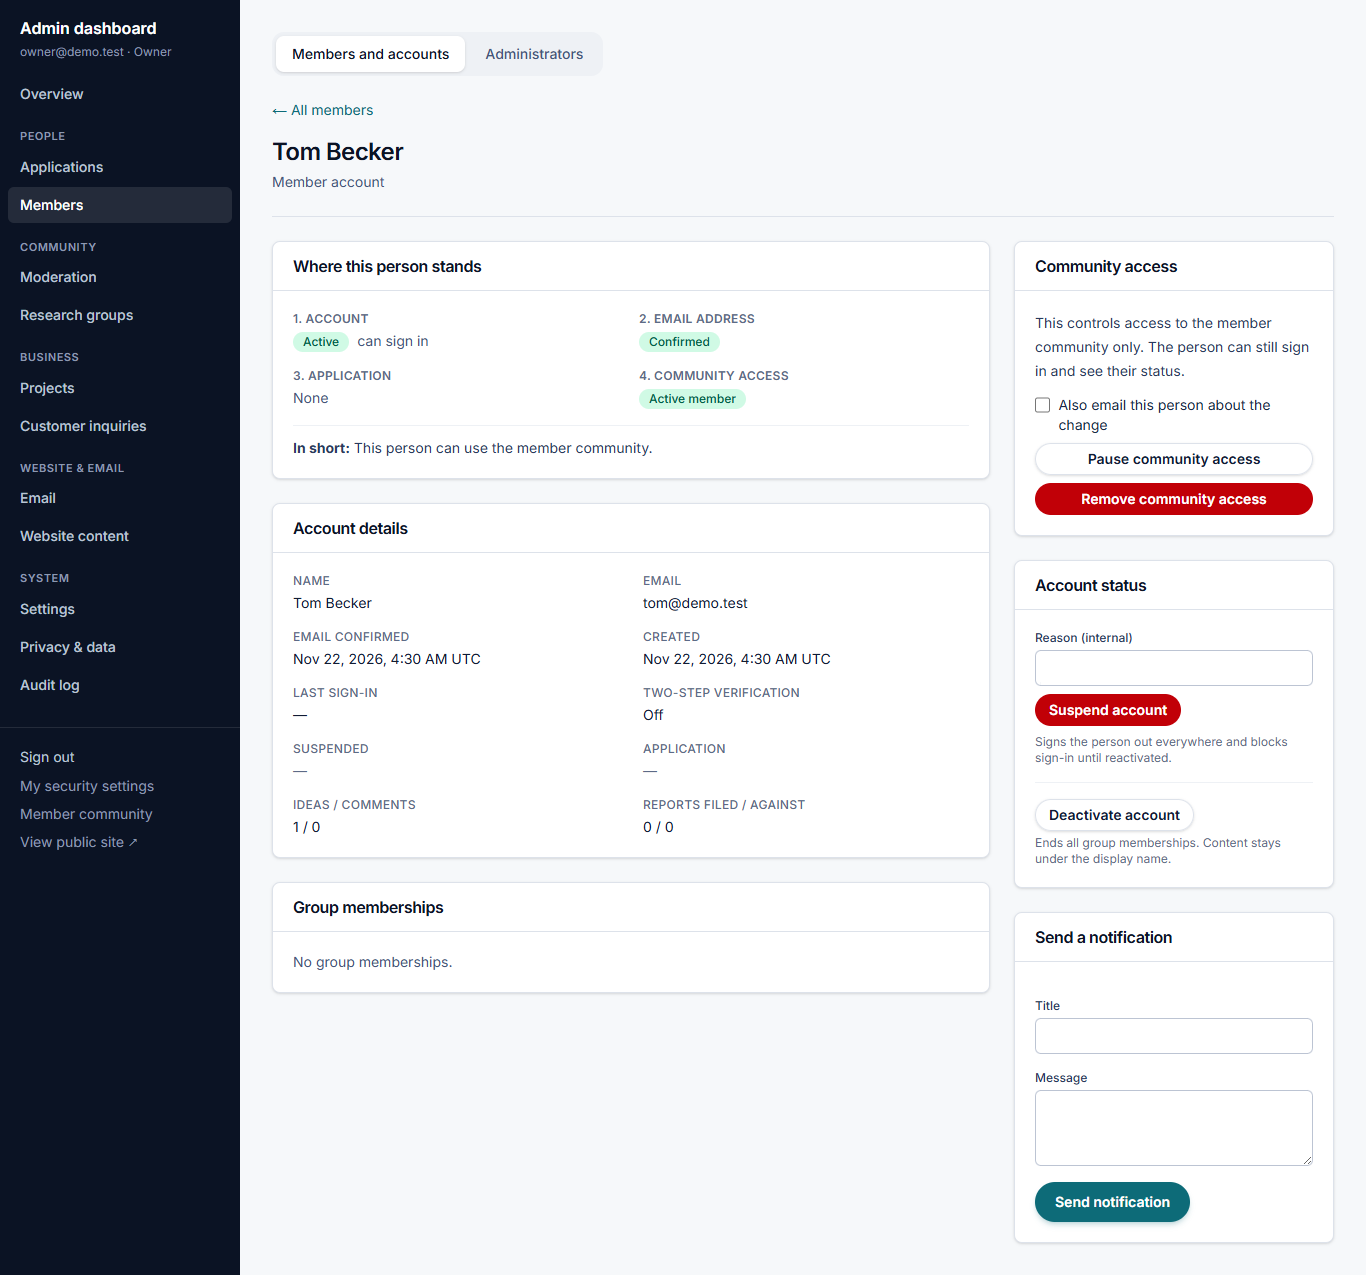 Admin dashboard
owner@demo.test · Owner
Overview
PEOPLE
Applications
Members
COMMUNITY
Moderation
Research groups
BUSINESS
Projects
Customer inquiries
WEBSITE & EMAIL
Email
Website content
SYSTEM
Settings
Privacy & data
Audit log
Sign out
My security settings
Member community
View public site ↗
Members and accounts
Administrators
← All members
Tom Becker
Member account
Where this person stands
1. ACCOUNT
Active can sign in
2. EMAIL ADDRESS
Confirmed
3. APPLICATION
None
4. COMMUNITY ACCESS
Active member
In short: This person can use the member community.
Account details
NAME
Tom Becker
EMAIL
tom@demo.test
EMAIL CONFIRMED
Nov 22, 2026, 4:30 AM UTC
CREATED
Nov 22, 2026, 4:30 AM UTC
LAST SIGN-IN
—
TWO-STEP VERIFICATION
Off
SUSPENDED
—
APPLICATION
—
IDEAS / COMMENTS
1 / 0
REPORTS FILED / AGAINST
0 / 0
Group memberships
No group memberships.
Community access
This controls access to the member
community only. The person can still sign
in and see their status.
Also email this person about the
change
Pause community access
Remove community access
Account status
Reason (internal)
Suspend account
Signs the person out everywhere and blocks
sign-in until reactivated.
Deactivate account
Ends all group memberships. Content stays
under the display name.
Send a notification
Title
Message
Send notification